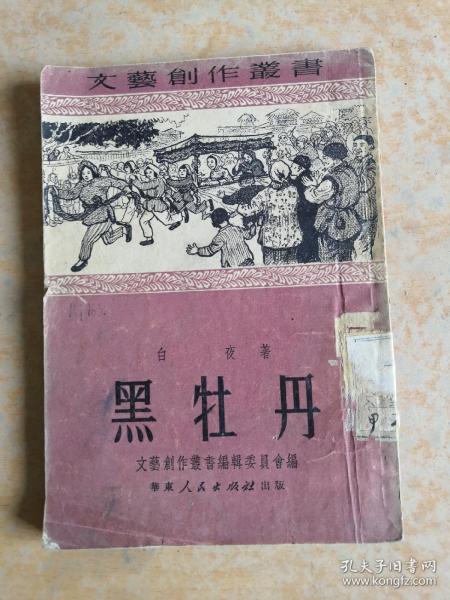 文藝創作叢書
白 夜 著
黑牡丹
文藝創作叢書編輯委員會編
華東人民出版社出版
孔夫子旧书网
www.kongfz.com